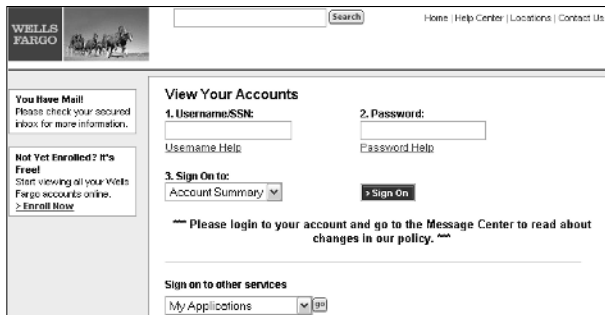 WELLS
FARGO
Search
Home | Help Center | Locations | Contact Us
You Have Mail!
Please check your secured
inbox for more information.
Not Yet Enrolled? It's
Free!
Start viewing all your Wells
Fargo accounts online.
> Enroll Now
View Your Accounts
1. Username/SSN:
2. Password:
Username Help
Password Help
3. Sign On to:
Account Summary
> Sign On
*** Please login to your account and go to the Message Center to read about
changes in our policy. ***
Sign on to other services
My Applications
go